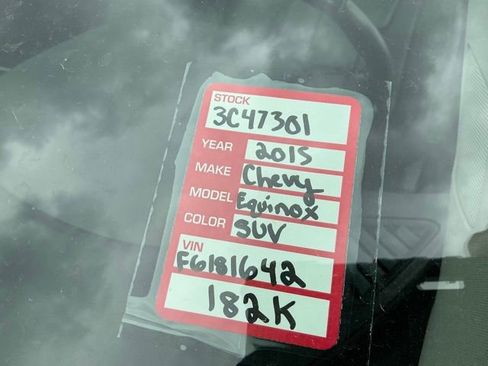 STOCK
3C47301
YEAR 2015
MAKE Chevy
MODEL Equinox
COLOR SUV
VIN
F6181642
182K